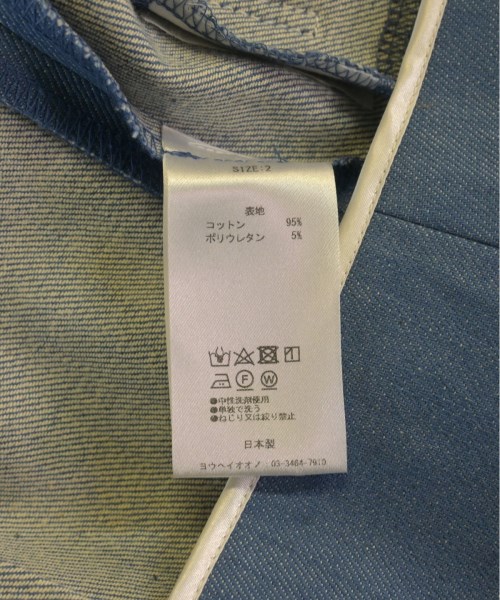 SIZE:2
表地
コットン 95%
ポリウレタン 5%
F W
●中性洗剤使用
●単独で洗う
●ねじり又は絞り禁止
日本製
ヨウヘイオオノ:03-3464-7910